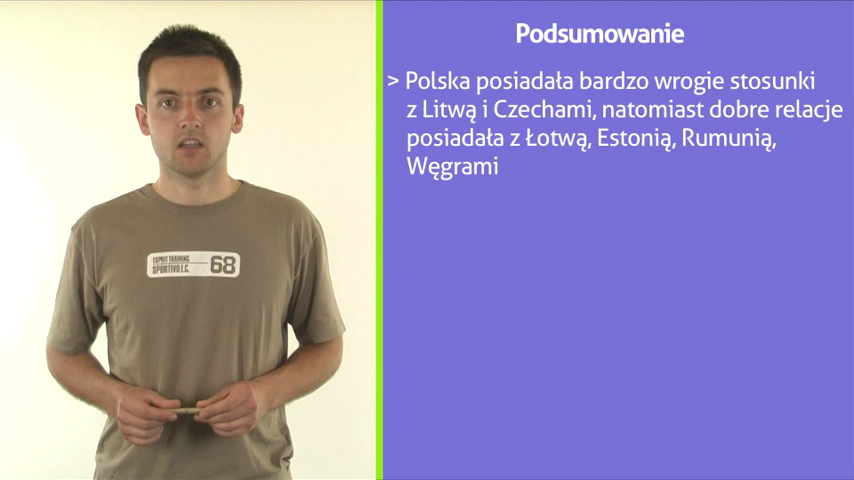 Podsumowanie
> Polska posiadała bardzo wrogie stosunki
z Litwą i Czechami, natomiast dobre relacje
posiadała z Łotwą, Estonią, Rumunią,
Węgrami
ESPRIT TRAINING
SPORTIVO I.C. 68